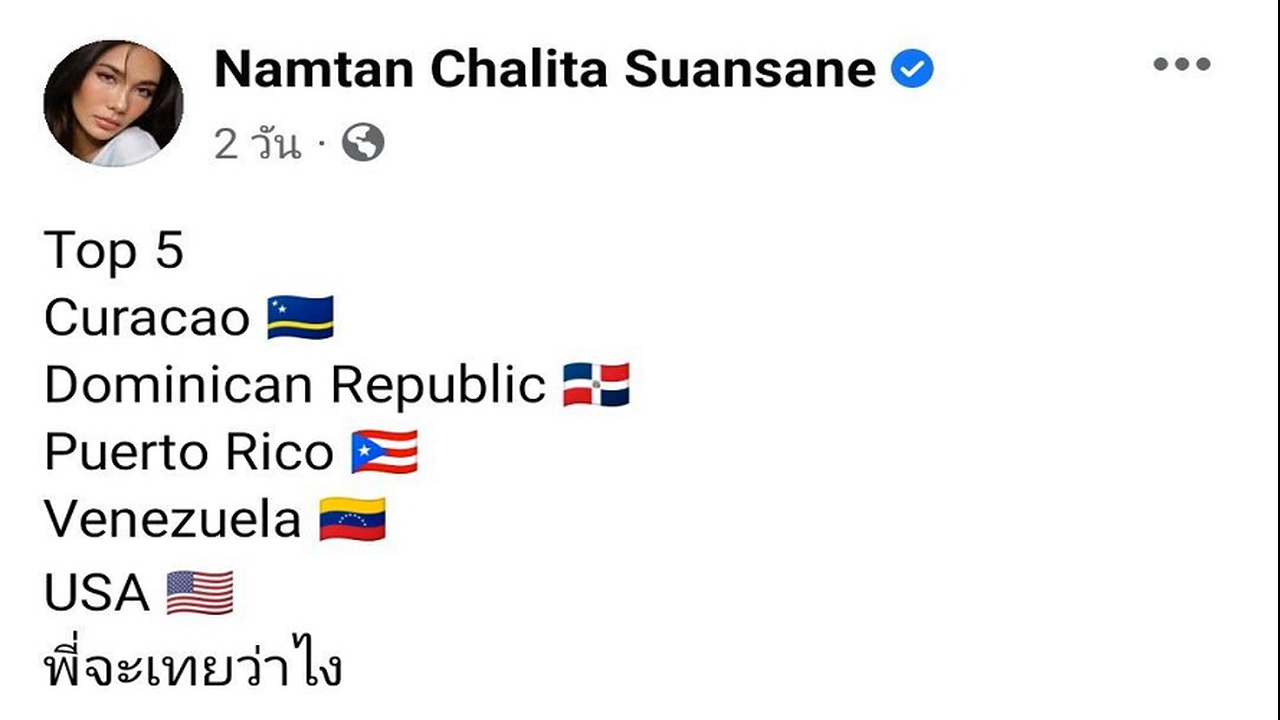 Namtan Chalita Suansane
2 วัน ·
Top 5
Curacao 🇨🇼
Dominican Republic 🇩🇴
Puerto Rico 🇵🇷
Venezuela 🇻🇪
USA 🇺🇸
พี่จะเทยว่าไง